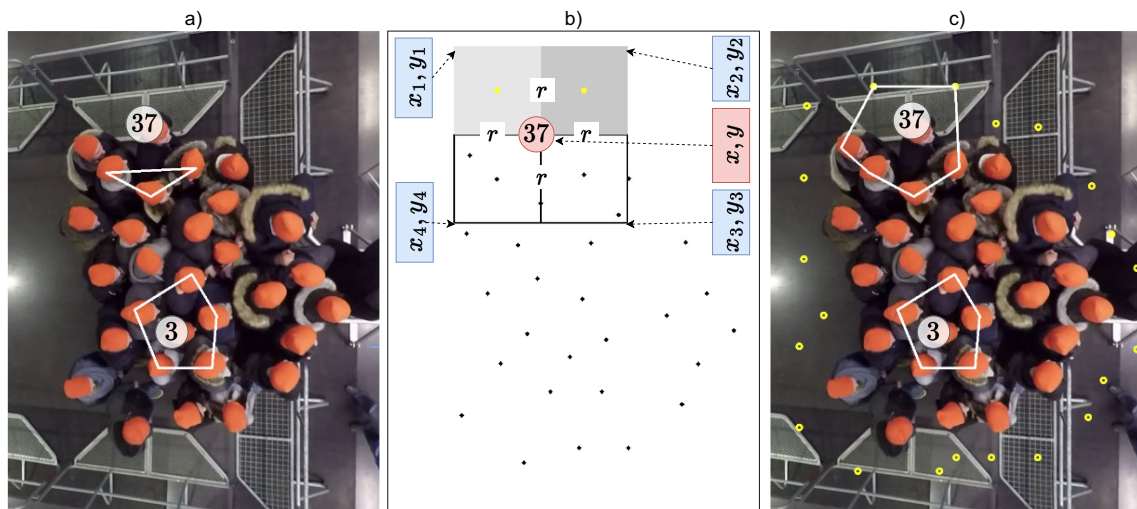 a)
b)
c)
37
3
x₁, y₁
x₂, y₂
r
r
37
r
x, y
r
x₄, y₄
x₃, y₃
37
3